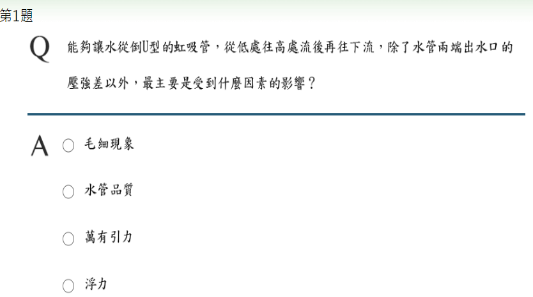 第1題
Q 能夠讓水從倒U型的虹吸管，從低處往高處流後再往下流，除了水管兩端出水口的
壓強差以外，最主要是受到什麼因素的影響？
A ○ 毛細現象
○ 水管品質
○ 萬有引力
○ 浮力